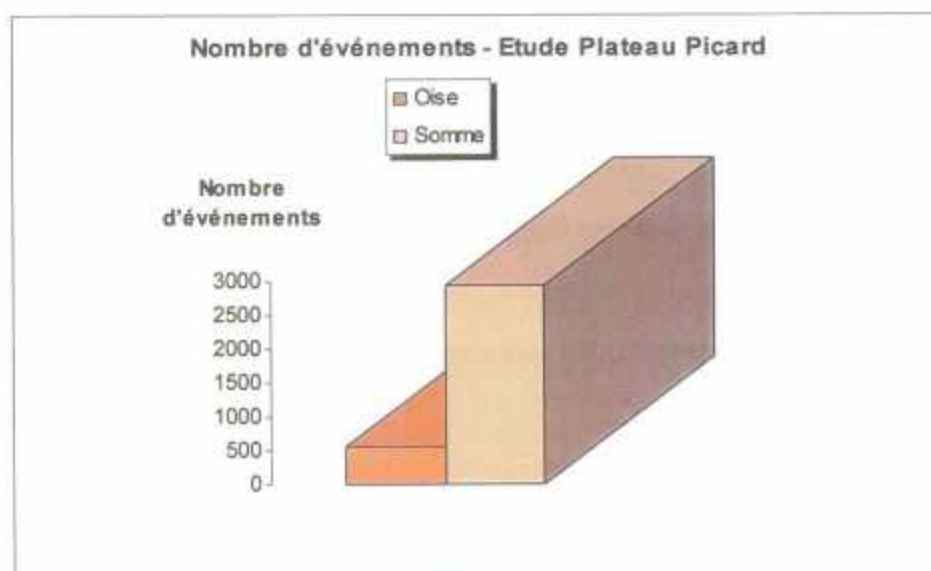 Nombre d'événements - Etude Plateau Picard
Oise
Somme
Nombre
d'événements
3000
2500
2000
1500
1000
500
0